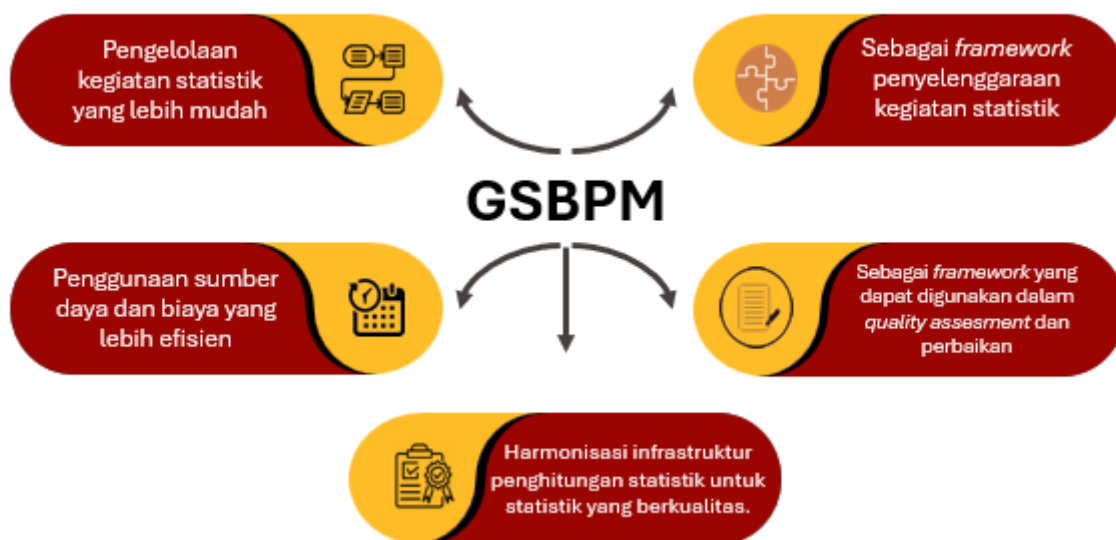 Pengelolaan
kegiatan statistik
yang lebih mudah
Sebagai framework
penyelenggaraan
kegiatan statistik
GSBPM
Penggunaan sumber
daya dan biaya yang
lebih efisien
Sebagai framework yang
dapat digunakan dalam
quality assesment dan
perbaikan
Harmonisasi infrastruktur
penghitungan statistik untuk
statistik yang berkualitas.